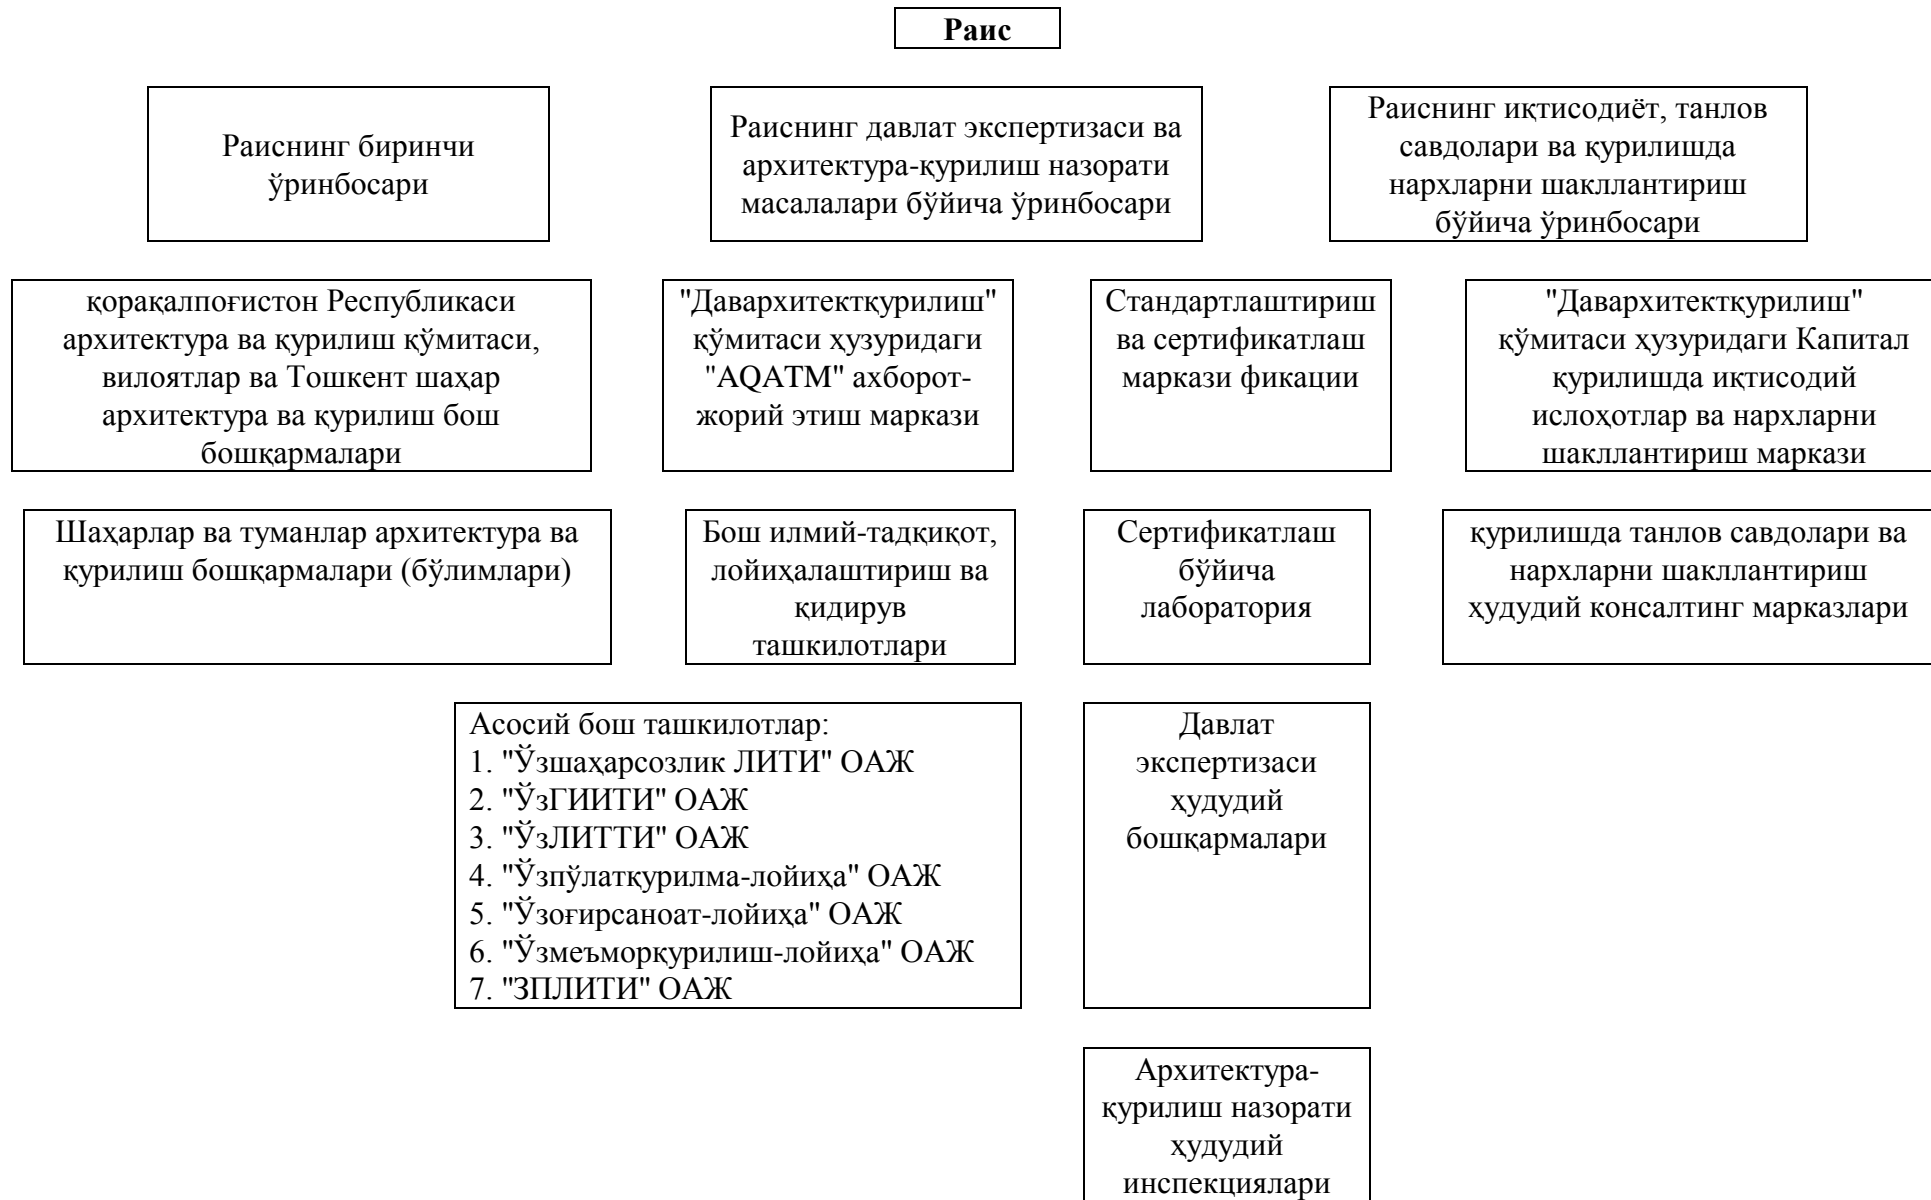 Раис
Раиснинг биринчи
ўринбосари
Раиснинг давлат экспертизаси ва
архитектура-қурилиш назорати
масалалари бўйича ўринбосари
Раиснинг иқтисодиёт, танлов
савдолари ва қурилишда
нархларни шакллантириш
бўйича ўринбосари
қорақалпоғистон Республикаси
архитектура ва қурилиш қўмитаси,
вилоятлар ва Тошкент шаҳар
архитектура ва қурилиш бош
бошқармалари
"Давархитектқурилиш"
қўмитаси ҳузуридаги
"AQATM" ахборот-
жорий этиш маркази
Стандартлаштириш
ва сертификатлаш
маркази фикации
"Давархитектқурилиш"
қўмитаси ҳузуридаги Капитал
қурилишда иқтисодий
ислоҳотлар ва нархларни
шакллантириш маркази
Шаҳарлар ва туманлар архитектура ва
қурилиш бошқармалари (бўлимлари)
Бош илмий-тадқиқот,
лойиҳалаштириш ва
қидирув
ташкилотлари
Сертификатлаш
бўйича
лаборатория
қурилишда танлов савдолари ва
нархларни шакллантириш
ҳудудий консалтинг марказлари
Асосий бош ташкилотлар:
1. "Ўзшаҳарсозлик ЛИТИ" ОАЖ
2. "ЎзГИИТИ" ОАЖ
3. "ЎзЛИТТИ" ОАЖ
4. "Ўзпўлатқурилма-лойиҳа" ОАЖ
5. "Ўзоғирсаноат-лойиҳа" ОАЖ
6. "Ўзмеъморқурилиш-лойиҳа" ОАЖ
7. "ЗПЛИТИ" ОАЖ
Давлат
экспертизаси
ҳудудий
бошқармалари
Архитектура-
қурилиш назорати
ҳудудий
инспекциялари